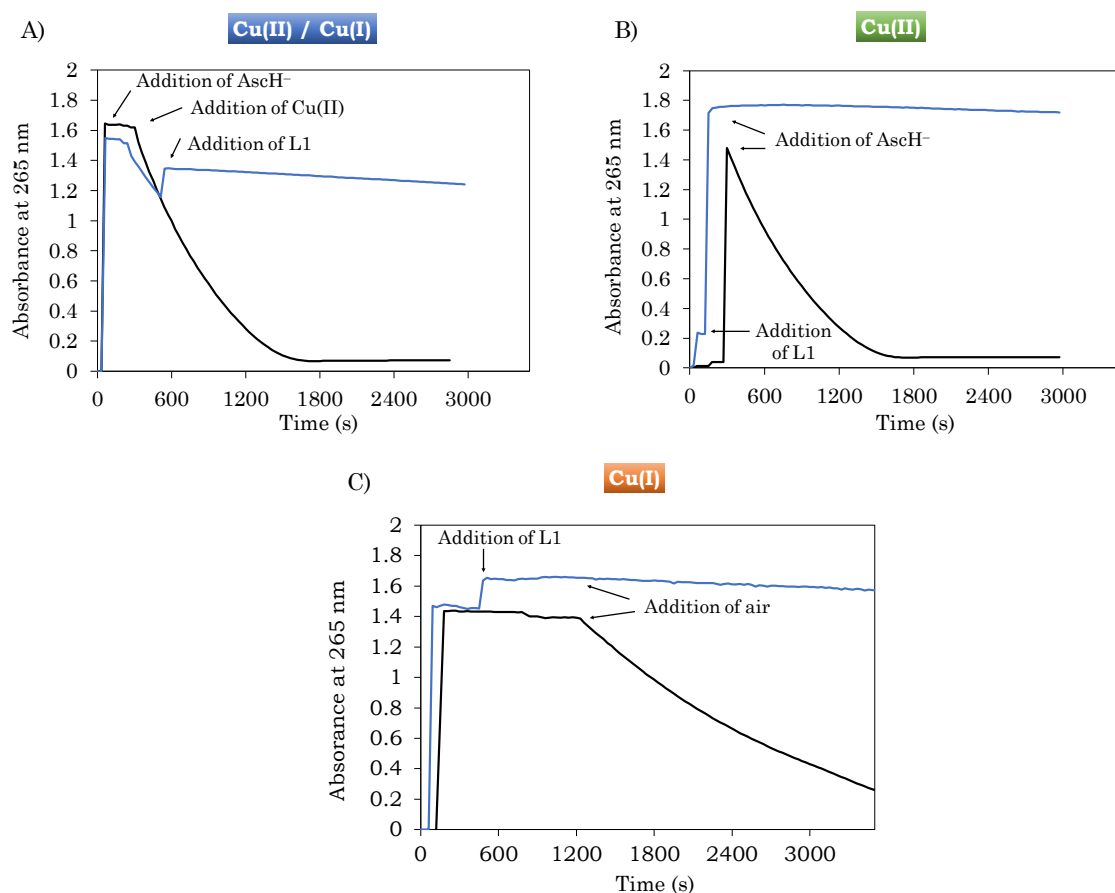 A)
Cu(II) / Cu(I)
Absorbance at 265 nm
2
1.8
1.6
1.4
1.2
1
0.8
0.6
0.4
0.2
0
Addition of AscH⁻
Addition of Cu(II)
Addition of L1
0 600 1200 1800 2400 3000
Time (s)
B)
Cu(II)
Absorbance at 265 nm
2
1.8
1.6
1.4
1.2
1
0.8
0.6
0.4
0.2
0
Addition of AscH⁻
Addition
of L1
0 600 1200 1800 2400 3000
Time (s)
C)
Cu(I)
Absorance at 265 nm
2
1.8
1.6
1.4
1.2
1
0.8
0.6
0.4
0.2
0
Addition of L1
Addition of air
0 600 1200 1800 2400 3000
Time (s)